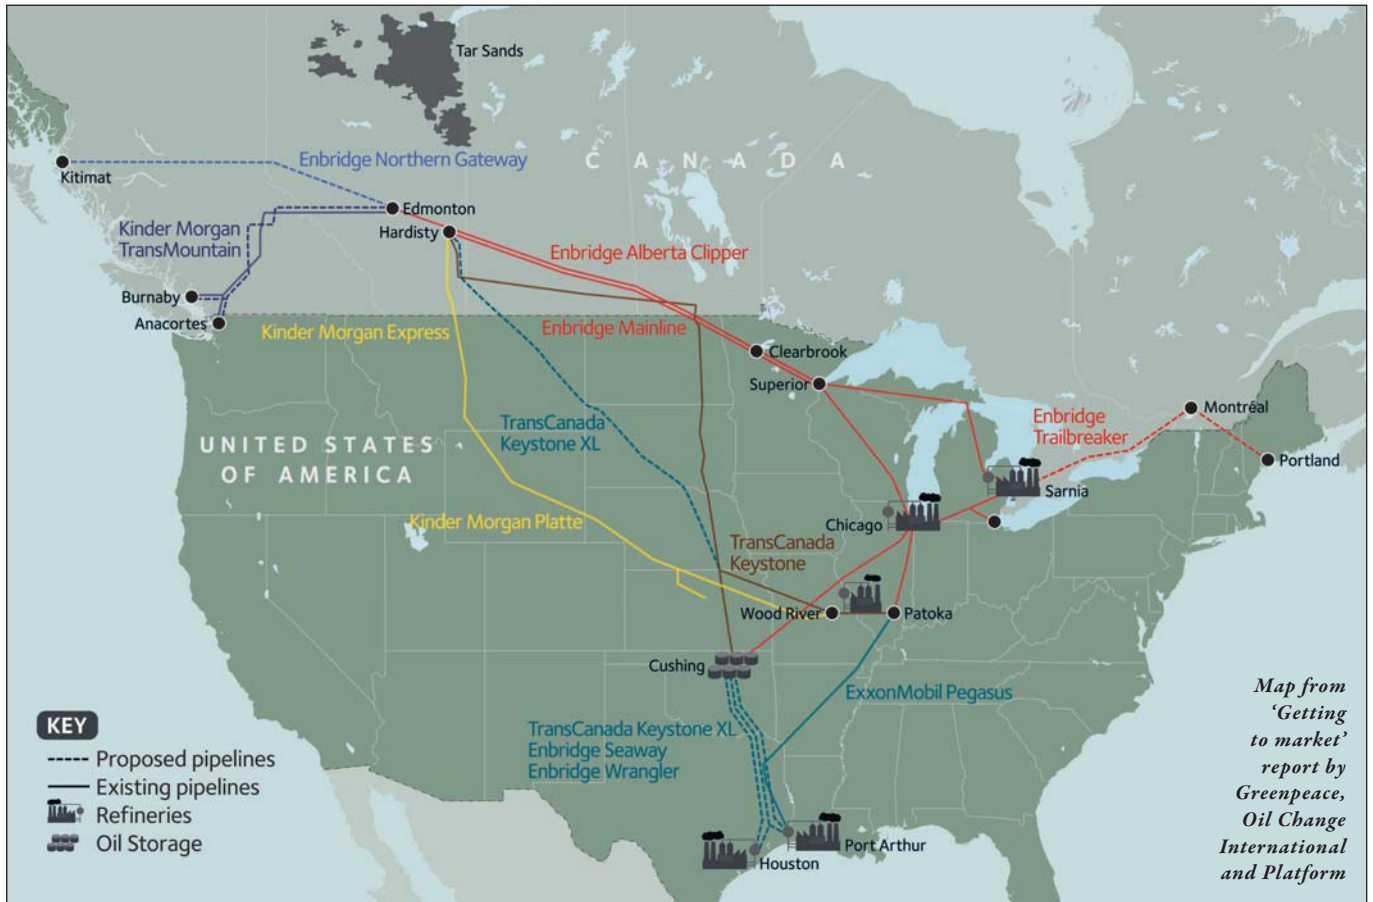 Tar Sands
CANADA
Enbridge Northern Gateway
Kitimat
Edmonton
Hardisty
Kinder Morgan
TransMountain
Enbridge Alberta Clipper
Burnaby
Anacortes
Kinder Morgan Express
Enbridge Mainline
Clearbrook
Superior
Montréal
Enbridge
Trailbreaker
TransCanada
Keystone XL
UNITED STATES
OF AMERICA
Portland
Sarnia
Kinder Morgan Platte
Chicago
TransCanada
Keystone
Wood River
Patoka
Cushing
ExxonMobil Pegasus
TransCanada Keystone XL
Enbridge Seaway
Enbridge Wrangler
Houston
Port Arthur
KEY
Proposed pipelines
Existing pipelines
Refineries
Oil Storage
Map from
‘Getting
to market’
report by
Greenpeace,
Oil Change
International
and Platform